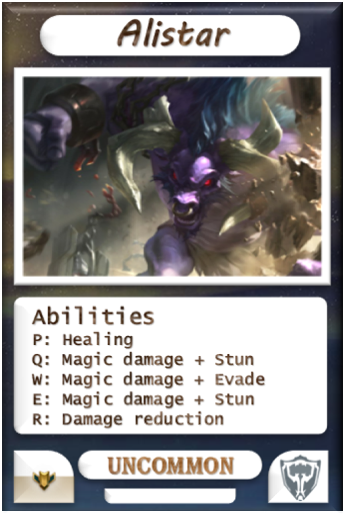 Alistar
Abilities
P: Healing
Q: Magic damage + Stun
W: Magic damage + Evade
E: Magic damage + Stun
R: Damage reduction
UNCOMMON